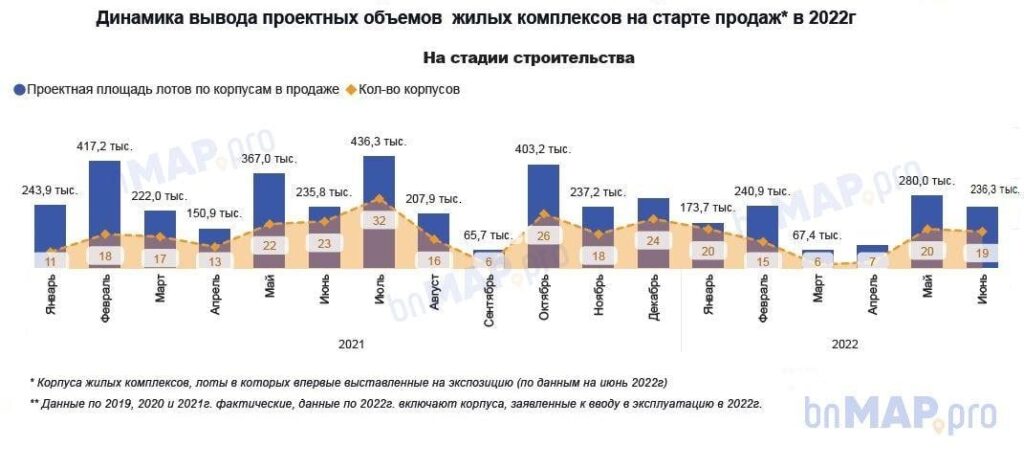 Динамика вывода проектных объемов жилых комплексов на старте продаж* в 2022г
На стадии строительства
Проектная площадь лотов по корпусам в продаже Кол-во корпусов
243,9 тыс. 417,2 тыс. 222,0 тыс. 150,9 тыс. 367,0 тыс. 235,8 тыс. 436,3 тыс. 207,9 тыс. 65,7 тыс. 403,2 тыс. 237,2 тыс. 173,7 тыс. 240,9 тыс. 67,4 тыс. 280,0 тыс. 236,3 тыс.
11 18 17 13 22 23 32 16 6 26 18 24 20 15 6 7 20 19
Январь Февраль Март Апрель Май Июнь Июль Август Сентябрь Октябрь Ноябрь Декабрь Январь Февраль Март Апрель Май Июнь
2021 2022
* Корпуса жилых комплексов, лоты в которых впервые выставленные на экспозицию (по данным на июнь 2022г)
** Данные по 2019, 2020 и 2021г. фактические, данные по 2022г. включают корпуса, заявленные к вводу в эксплуатацию в 2022г.
bnMAP.pro
bnMAP.pro
bnMAP.pro
bnMAP.pro